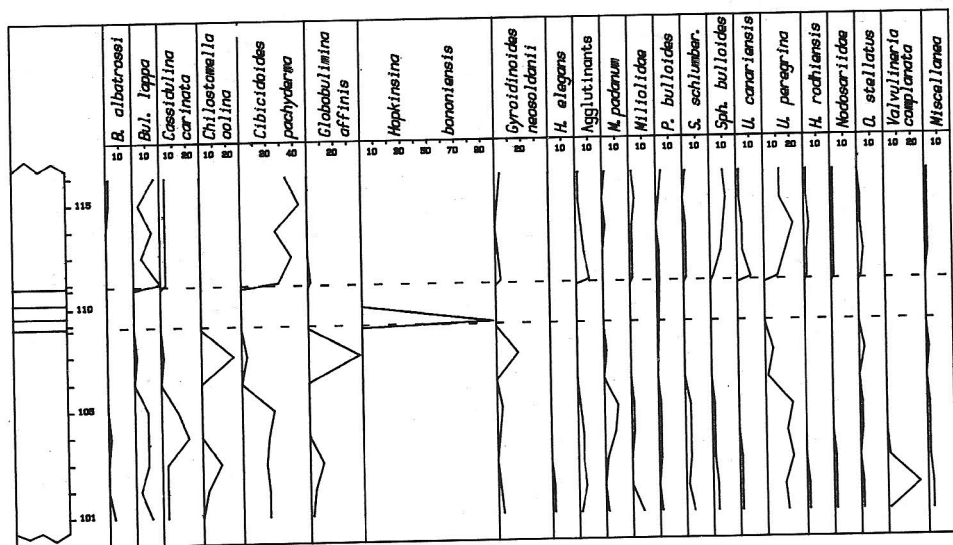 B. albatrossi
Bul. lappa
Cassidulina
carinata
Chilostomella
oolina
Cibicidoides
pachyderma
Globobulimina
affinis
Hopkinsina
bononiensis
Gyroidinoides
neosoldanii
H. elegans
Agglutinants
M. padanum
Miliolidae
P. bulloides
S. schlumber.
Sph. bulloides
U. canariensis
U. peregrina
H. rodhiensis
Nodosariidae
O. stellatus
Valvulineria
complanata
Miscellanea
10
10
10 20
10 20
20 40
20
10 30 70 90
20
10
10
10
10
10
10
10
10
10 20
10
10
10
10 20
10
115
110
105
101